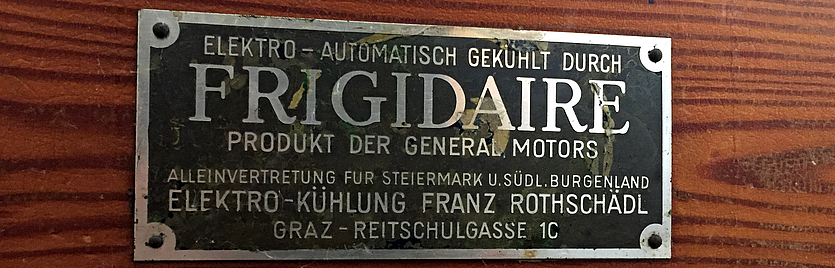 ELEKTRO - AUTOMATISCH GEKÜHLT DURCH
FRIGIDAIRE
PRODUKT DER GENERAL MOTORS
ALLEINVERTRETUNG FÜR STEIERMARK U. SÜDL. BURGENLAND
ELEKTRO-KÜHLUNG FRANZ ROTHSCHÄDL
GRAZ - REITSCHULGASSE 1C